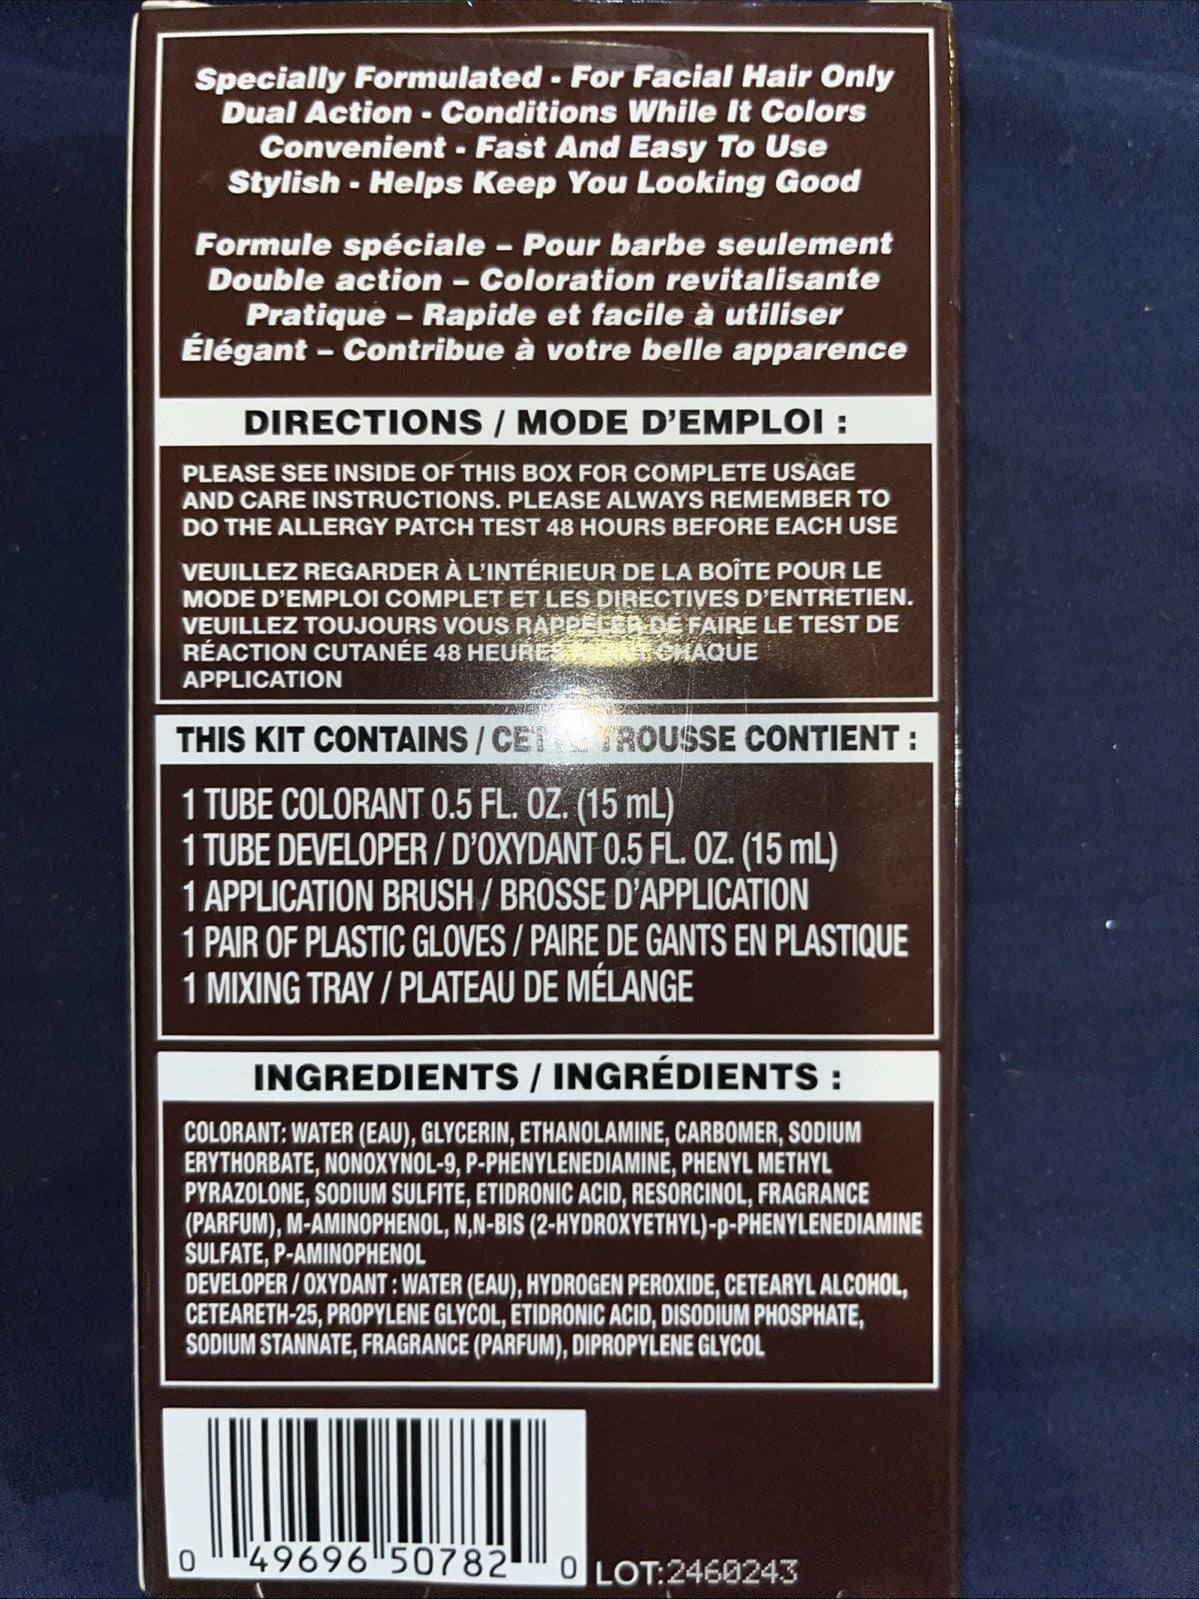 Specially Formulated - For Facial Hair Only
Dual Action - Conditions While It Colors
Convenient - Fast And Easy To Use
Stylish - Helps Keep You Looking Good
Formule spéciale – Pour barbe seulement
Double action – Coloration revitalisante
Pratique – Rapide et facile à utiliser
Élégant – Contribue à votre belle apparence
DIRECTIONS / MODE D'EMPLOI :
PLEASE SEE INSIDE OF THIS BOX FOR COMPLETE USAGE
AND CARE INSTRUCTIONS. PLEASE ALWAYS REMEMBER TO
DO THE ALLERGY PATCH TEST 48 HOURS BEFORE EACH USE
VEUILLEZ REGARDER À L'INTÉRIEUR DE LA BOÎTE POUR LE
MODE D'EMPLOI COMPLET ET LES DIRECTIVES D'ENTRETIEN.
VEUILLEZ TOUJOURS VOUS RAPPELER DE FAIRE LE TEST DE
RÉACTION CUTANÉE 48 HEURES AVANT CHAQUE
APPLICATION
THIS KIT CONTAINS / TROUSSE CONTIENT :
1 TUBE COLORANT 0.5 FL. OZ. (15 mL)
1 TUBE DEVELOPER / D'OXYDANT 0.5 FL. OZ. (15 mL)
1 APPLICATION BRUSH / BROSSE D'APPLICATION
1 PAIR OF PLASTIC GLOVES / PAIRE DE GANTS EN PLASTIQUE
1 MIXING TRAY / PLATEAU DE MÉLANGE
INGREDIENTS / INGRÉDIENTS :
COLORANT: WATER (EAU), GLYCERIN, ETHANOLAMINE, CARBOMER, SODIUM
ERYTHORBATE, NONOXYNOL-9, P-PHENYLENEDIAMINE, PHENYL METHYL
PYRAZOLONE, SODIUM SULFITE, ETIDRONIC ACID, RESORCINOL, FRAGRANCE
(PARFUM), M-AMINOPHENOL, N,N-BIS (2-HYDROXYETHYL)-p-PHENYLENEDIAMINE
SULFATE, P-AMINOPHENOL
DEVELOPER / OXYDANT : WATER (EAU), HYDROGEN PEROXIDE, CETEARYL ALCOHOL,
CETEARETH-25, PROPYLENE GLYCOL, ETIDRONIC ACID, DISODIUM PHOSPHATE,
SODIUM STANNATE, FRAGRANCE (PARFUM), DIPROPYLENE GLYCOL
0 49696 50782 0
LOT:2460243